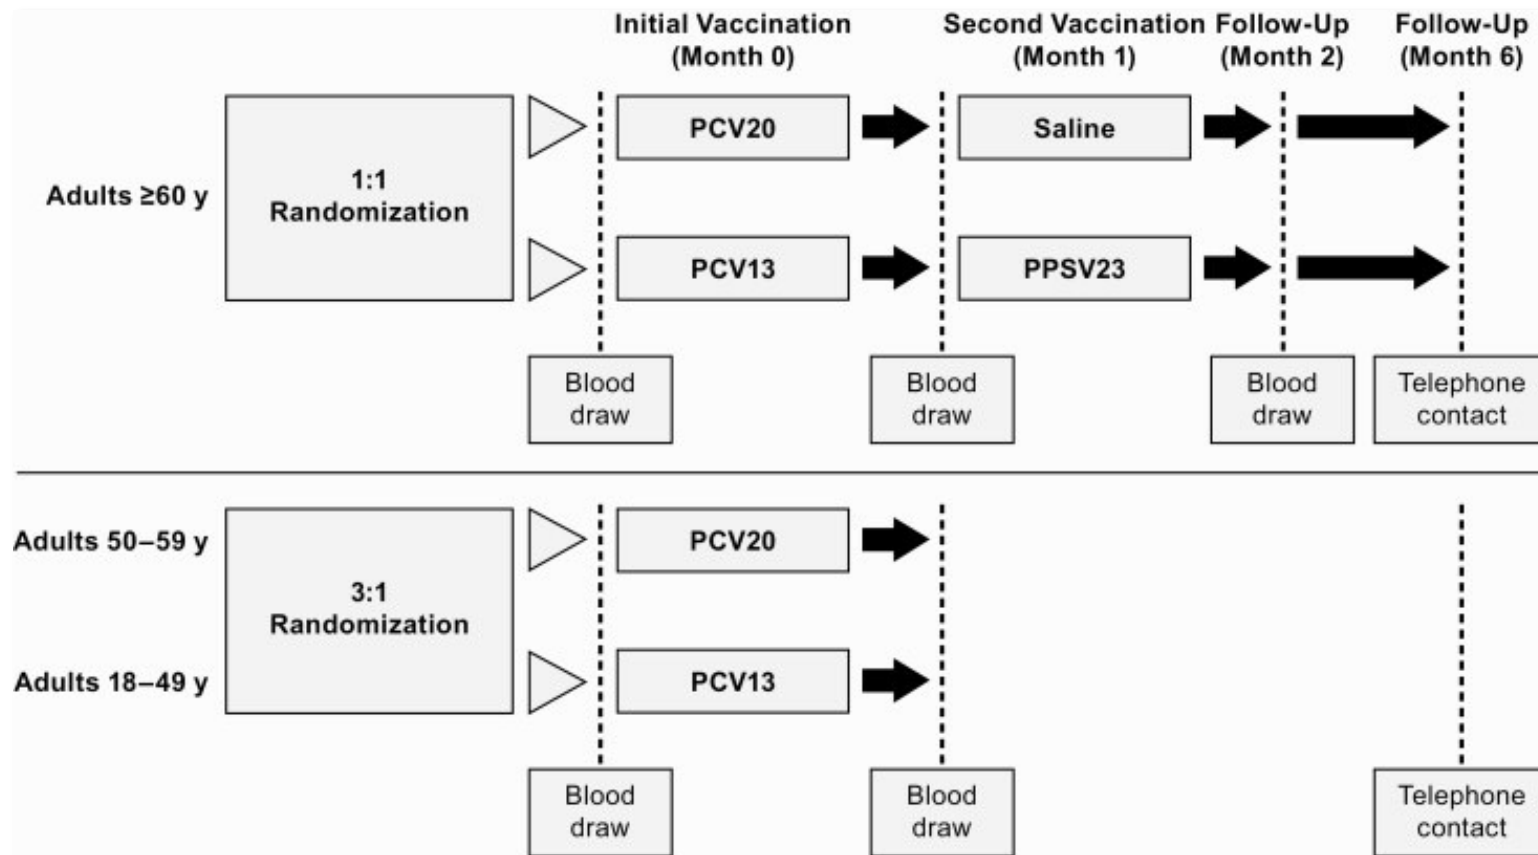 Initial Vaccination
(Month 0)
Second Vaccination
(Month 1)
Follow-Up
(Month 2)
Follow-Up
(Month 6)
Adults ≥60 y
1:1
Randomization
PCV20
Saline
PCV13
PPSV23
Blood
draw
Blood
draw
Blood
draw
Telephone
contact
Adults 50–59 y
Adults 18–49 y
3:1
Randomization
PCV20
PCV13
Blood
draw
Blood
draw
Telephone
contact